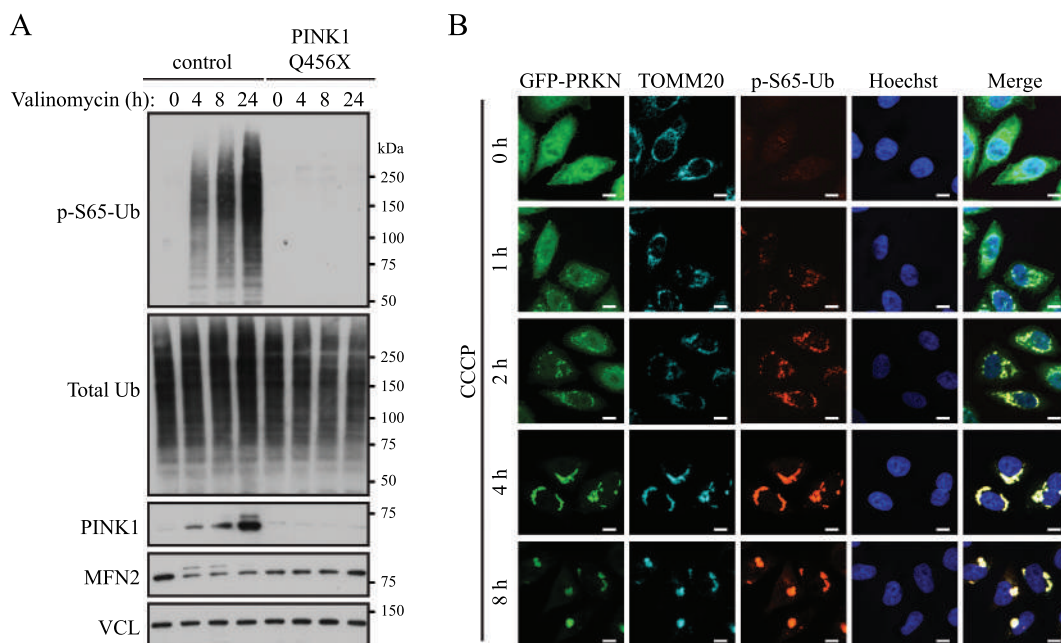 A
control
PINK1
Q456X
Valinomycin (h): 0 4 8 24 0 4 8 24
kDa
p-S65-Ub
250
150
100
75
50
Total Ub
250
150
100
75
50
PINK1
75
MFN2
75
VCL
150
B
GFP-PRKN TOMM20 p-S65-Ub Hoechst Merge
CCCP
0 h
1 h
2 h
4 h
8 h